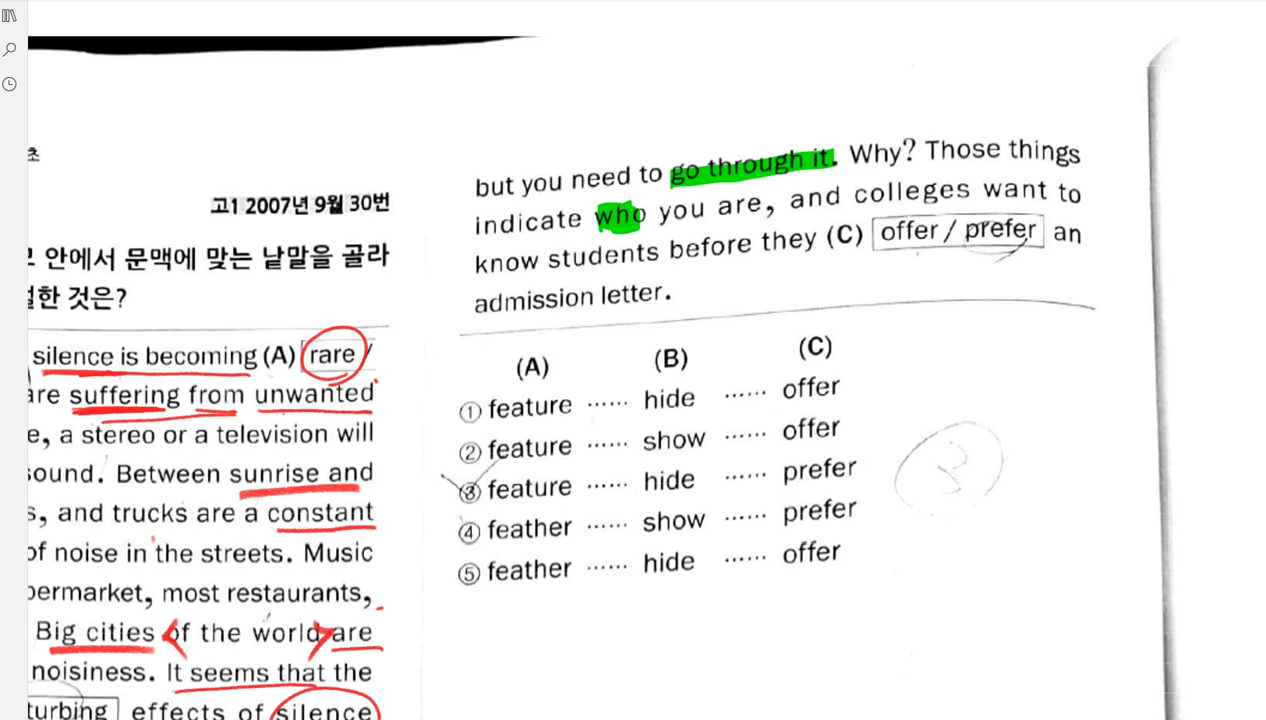 초
고1 2007년 9월 30번
안에서 문맥에 맞는 낱말을 골라
한 것은?
silence is becoming (A) rare /
are suffering from unwanted
e, a stereo or a television will
sound. Between sunrise and
s, and trucks are a constant
of noise in the streets. Music
permarket, most restaurants,
Big cities of the world are
noisiness. It seems that the
turbing effects of silence
but you need to go through it. Why? Those things
indicate who you are, and colleges want to
know students before they (C) offer / prefer an
admission letter.
(A) (B) (C)
① feature …… hide …… offer
② feature …… show …… offer
③ feature …… hide …… prefer
④ feather …… show …… prefer
⑤ feather …… hide …… offer
3